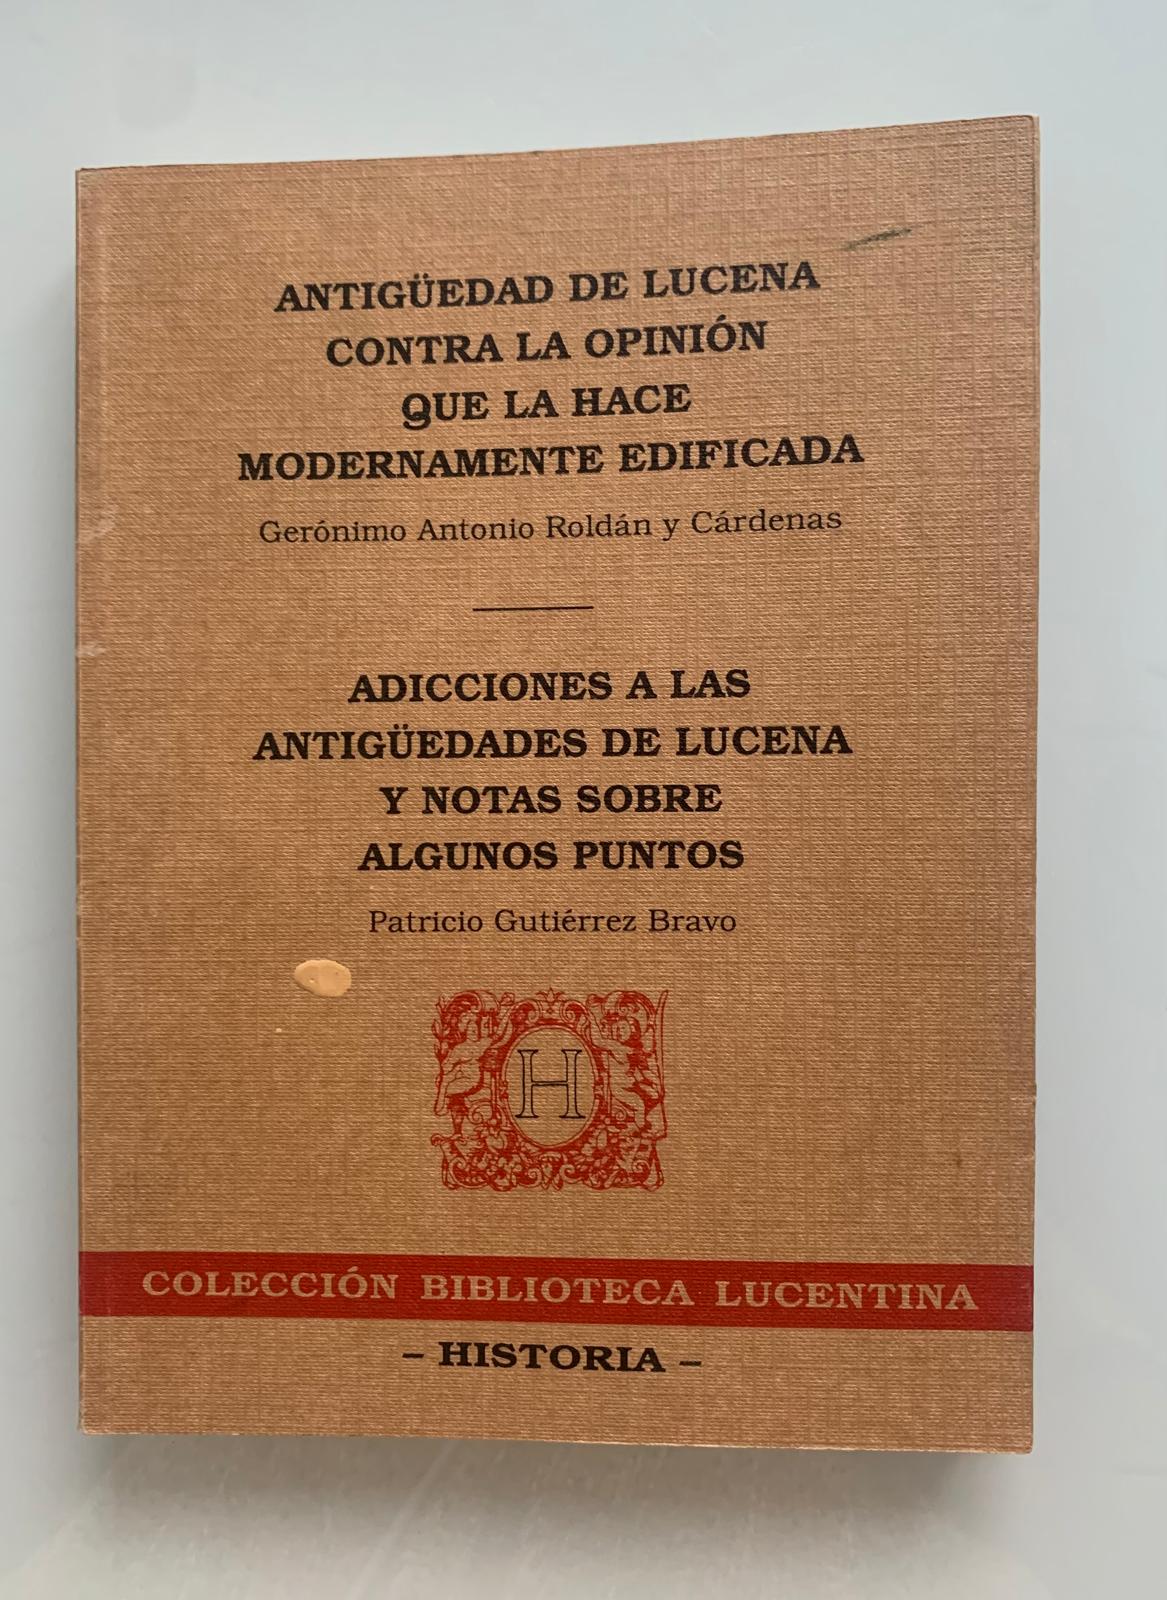 ANTIGÜEDAD DE LUCENA
CONTRA LA OPINIÓN
QUE LA HACE
MODERNAMENTE EDIFICADA
Gerónimo Antonio Roldán y Cárdenas
ADICCIONES A LAS
ANTIGÜEDADES DE LUCENA
Y NOTAS SOBRE
ALGUNOS PUNTOS
Patricio Gutiérrez Bravo
H
COLECCIÓN BIBLIOTECA LUCENTINA
– HISTORIA –